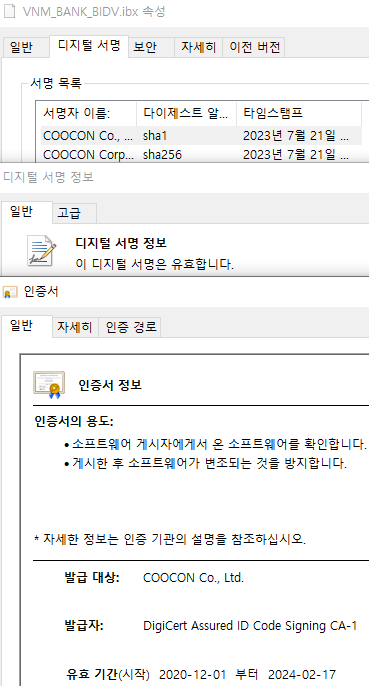 VNM_BANK_BIDV.ibx 속성
일반 디지털 서명 보안 자세히 이전 버전
서명 목록
서명자 이름: 다이제스트 알... 타임스탬프
COOCON Co., ... sha1 2023년 7월 21일 ...
COOCON Corp... sha256 2023년 7월 21일 ...
디지털 서명 정보
일반 고급
디지털 서명 정보
이 디지털 서명은 유효합니다.
인증서
일반 자세히 인증 경로
인증서 정보
인증서의 용도:
• 소프트웨어 게시자에게서 온 소프트웨어를 확인합니다.
• 게시한 후 소프트웨어가 변조되는 것을 방지합니다.
* 자세한 정보는 인증 기관의 설명을 참조하십시오.
발급 대상: COOCON Co., Ltd.
발급자: DigiCert Assured ID Code Signing CA-1
유효 기간(시작) 2020-12-01 부터 2024-02-17